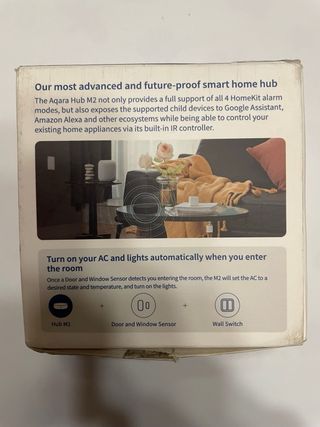 Our most advanced and future-proof smart home hub
The Aqara Hub M2 not only provides a full support of all 4 HomeKit alarm
modes, but also exposes the supported child devices to Google Assistant,
Amazon Alexa and other ecosystems while being able to control your
existing home appliances via its built-in IR controller.
Turn on your AC and lights automatically when you enter
the room
Once a Door and Window Sensor detects you entering the room, the M2 will set the AC to a
desired state and temperature, and turn on the lights.
+ +
Hub M2 Door and Window Sensor Wall Switch